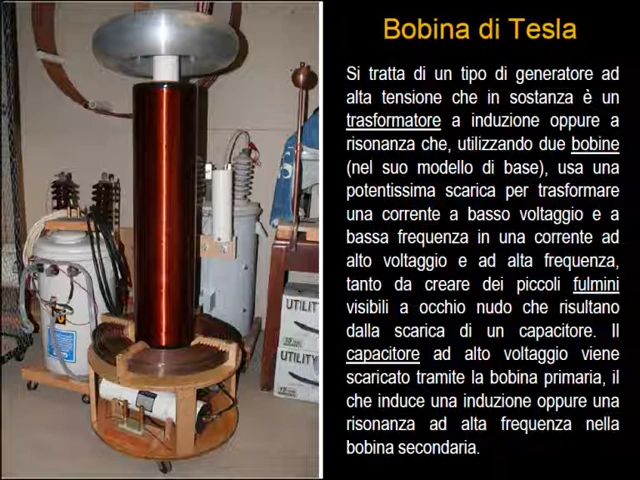 Bobina di Tesla
Si tratta di un tipo di generatore ad
alta tensione che in sostanza è un
trasformatore a induzione oppure a
risonanza che, utilizzando due bobine
(nel suo modello di base), usa una
potentissima scarica per trasformare
una corrente a basso voltaggio e a
bassa frequenza in una corrente ad
alto voltaggio e ad alta frequenza,
tanto da creare dei piccoli fulmini
visibili a occhio nudo che risultano
dalla scarica di un capacitore. Il
capacitore ad alto voltaggio viene
scaricato tramite la bobina primaria, il
che induce una induzione oppure una
risonanza ad alta frequenza nella
bobina secondaria.
UTILITY
UTILITY